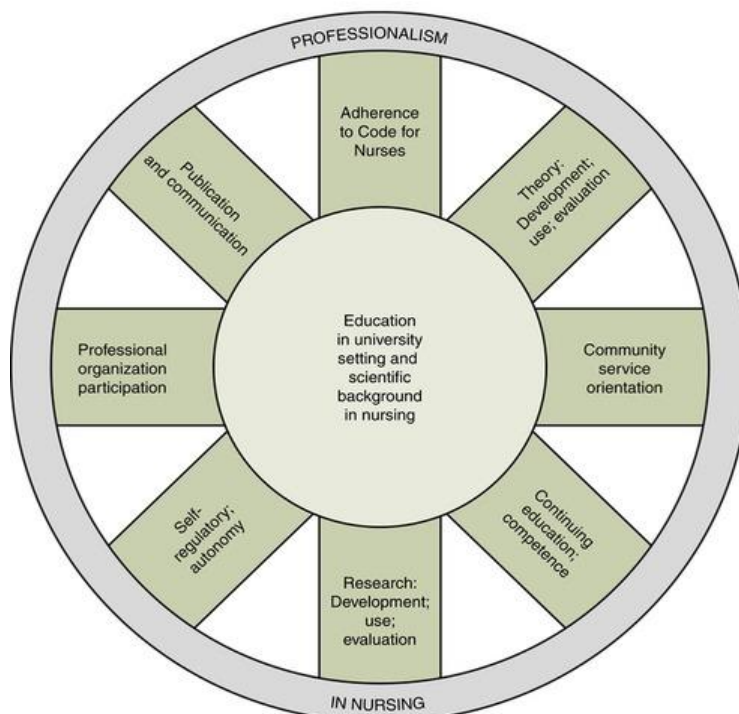 PROFESSIONALISM
Adherence
to Code for
Nurses
Theory:
Development;
use; evaluation
Community
service
orientation
Continuing
education;
competence
Research:
Development;
use;
evaluation
Self-
regulatory;
autonomy
Professional
organization
participation
Publication
and communication
Education
in university
setting and
scientific
background
in nursing
IN NURSING